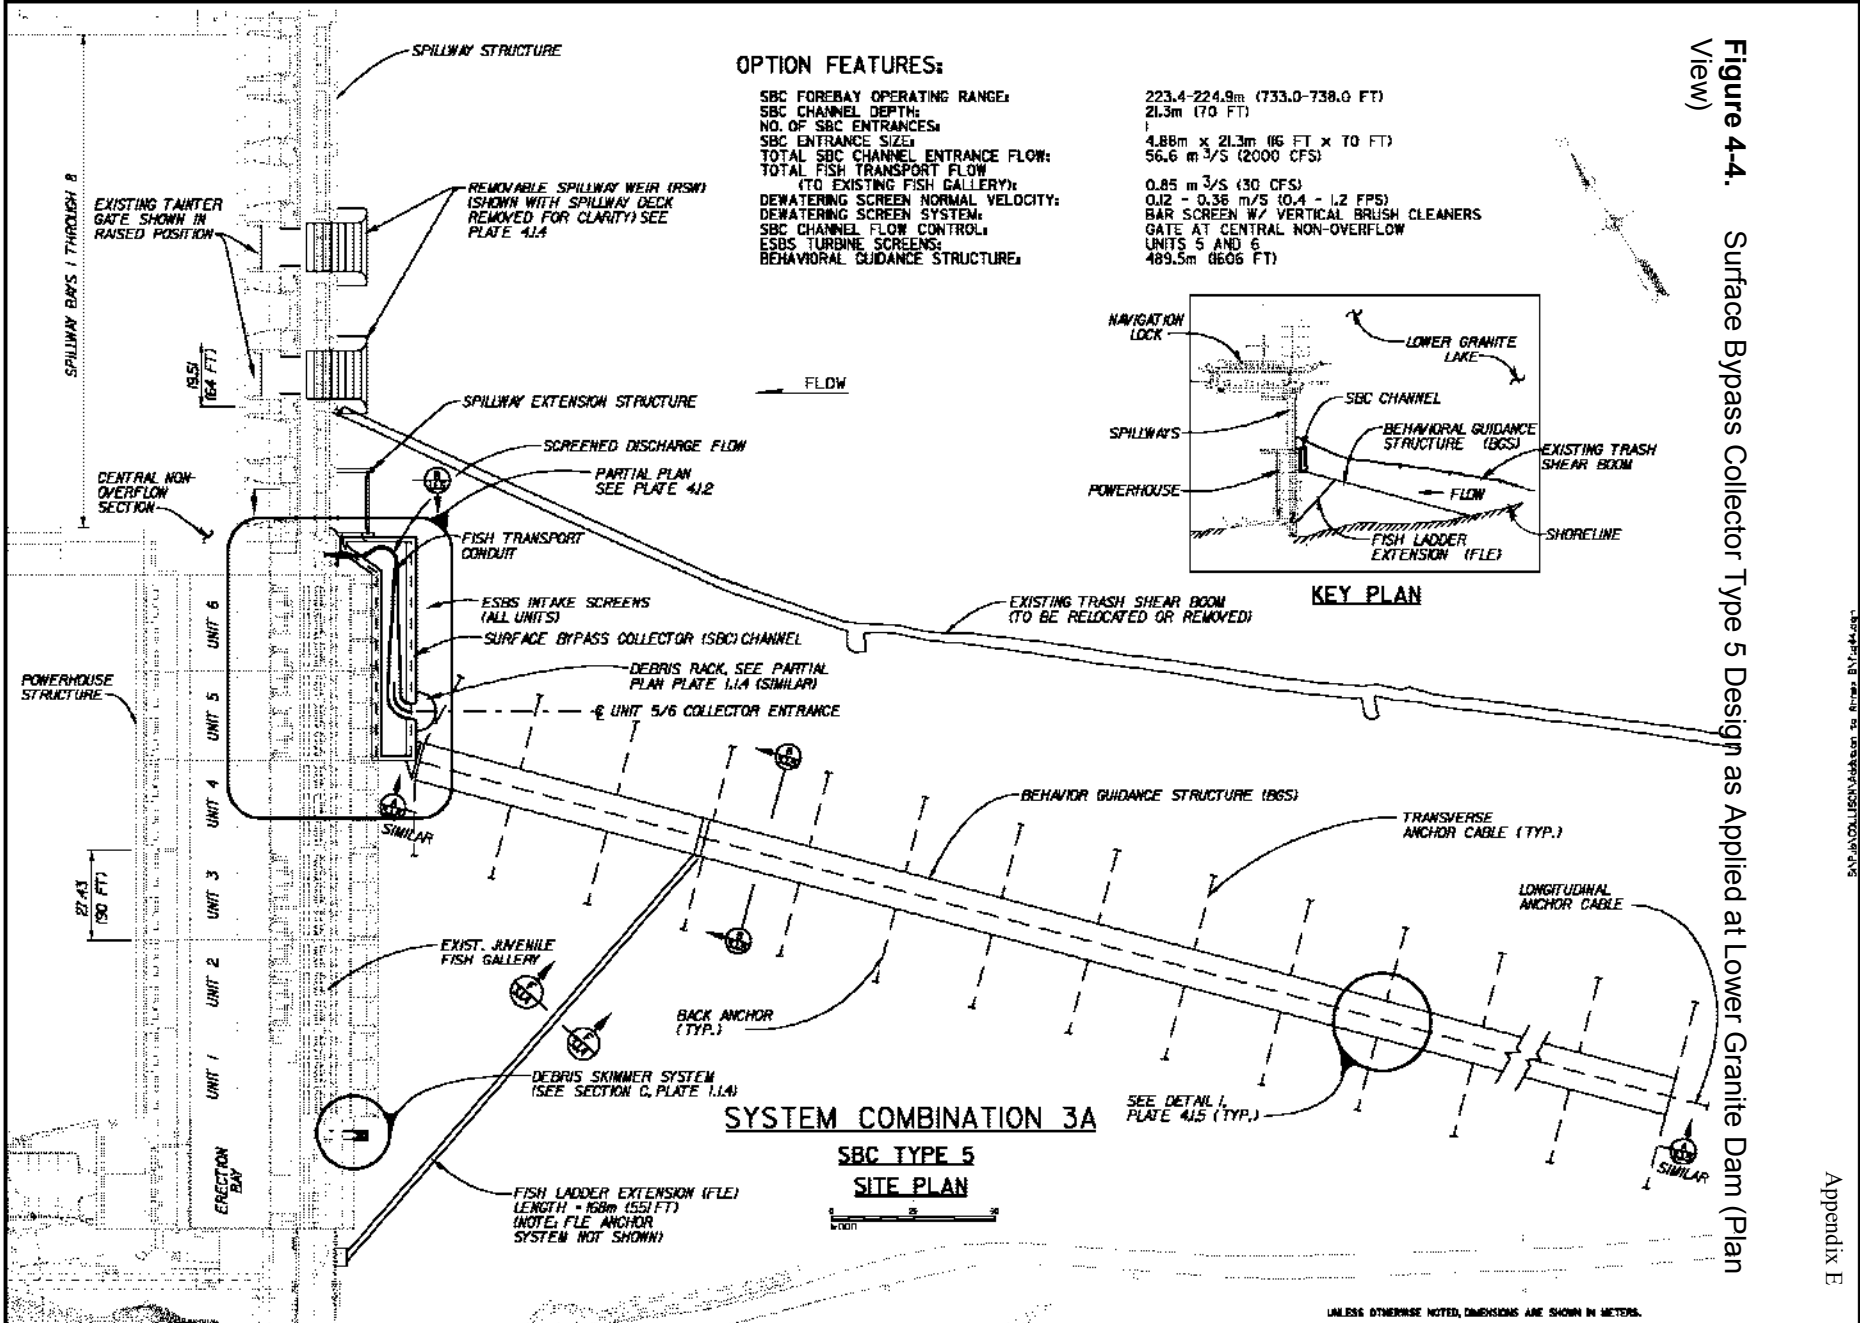 Figure 4-4. Surface Bypass Collector Type 5 Design as Applied at Lower Granite Dam (Plan
View)
Appendix E
OPTION FEATURES:
SBC FOREBAY OPERATING RANGE: 223.4-224.9m (733.0-738.0 FT)
SBC CHANNEL DEPTH: 21.3m (70 FT)
NO. OF SBC ENTRANCES: 1
SBC ENTRANCE SIZE: 4.88m x 21.3m (16 FT x 70 FT)
TOTAL SBC CHANNEL ENTRANCE FLOW: 56.6 m3/S (2000 CFS)
TOTAL FISH TRANSPORT FLOW
(TO EXISTING FISH GALLERY): 0.85 m3/S (30 CFS)
DEWATERING SCREEN NORMAL VELOCITY: 0.12 - 0.36 m/S (0.4 - 1.2 FPS)
DEWATERING SCREEN SYSTEM: BAR SCREEN W/ VERTICAL BRUSH CLEANERS
SBC CHANNEL FLOW CONTROL: GATE AT CENTRAL NON-OVERFLOW
ESBS TURBINE SCREENS: UNITS 5 AND 6
BEHAVIORAL GUIDANCE STRUCTURE: 489.5m (1606 FT)
SPILLWAY STRUCTURE
SPILLWAY BAYS 1 THROUGH 8
EXISTING TAINTER
GATE SHOWN IN
RAISED POSITION
REMOVABLE SPILLWAY WEIR (RSW)
(SHOWN WITH SPILLWAY DECK
REMOVED FOR CLARITY) SEE
PLATE 4.1.4
19.51
(64 FT)
FLOW
SPILLWAY EXTENSION STRUCTURE
SCREENED DISCHARGE FLOW
PARTIAL PLAN
SEE PLATE 4.1.2
CENTRAL NON-
OVERFLOW
SECTION
FISH TRANSPORT
CONDUIT
ESBS INTAKE SCREENS
(ALL UNITS)
SURFACE BYPASS COLLECTOR (SBC) CHANNEL
DEBRIS RACK, SEE PARTIAL
PLAN PLATE 1.1.4 (SIMILAR)
UNIT 5/6 COLLECTOR ENTRANCE
POWERHOUSE
STRUCTURE
UNIT 6
UNIT 5
UNIT 4
UNIT 3
UNIT 2
UNIT 1
ERECTION
BAY
27.43
(90 FT)
SIMILAR
NAVIGATION
LOCK
LOWER GRANITE
LAKE
SBC CHANNEL
SPILLWAYS
BEHAVIORAL GUIDANCE
STRUCTURE (BGS)
EXISTING TRASH
SHEAR BOOM
POWERHOUSE
FLOW
FISH LADDER
EXTENSION (FLE)
SHORELINE
KEY PLAN
EXISTING TRASH SHEAR BOOM
(TO BE RELOCATED OR REMOVED)
BEHAVIOR GUIDANCE STRUCTURE (BGS)
TRANSVERSE
ANCHOR CABLE (TYP.)
LONGITUDINAL
ANCHOR CABLE
EXIST. JUVENILE
FISH GALLERY
BACK ANCHOR
(TYP.)
DEBRIS SKIMMER SYSTEM
(SEE SECTION C, PLATE 1.1.4)
SEE DETAIL 1,
PLATE 4.1.5 (TYP.)
SIMILAR
FISH LADDER EXTENSION (FLE)
LENGTH = 168m (551 FT)
(NOTE: FLE ANCHOR
SYSTEM NOT SHOWN)
SYSTEM COMBINATION 3A
SBC TYPE 5
SITE PLAN
0 25 50
UNLESS OTHERWISE NOTED, DIMENSIONS ARE SHOWN IN METERS.